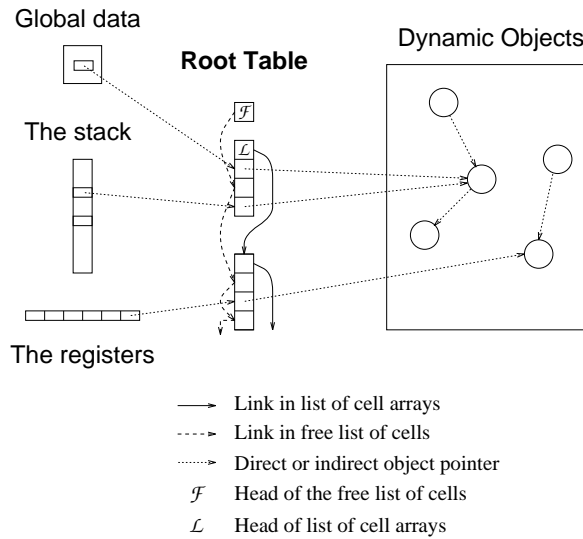 Global data
Root Table
Dynamic Objects
ℱ
The stack
ℒ
The registers
Link in list of cell arrays
Link in free list of cells
Direct or indirect object pointer
ℱ Head of the free list of cells
ℒ Head of list of cell arrays